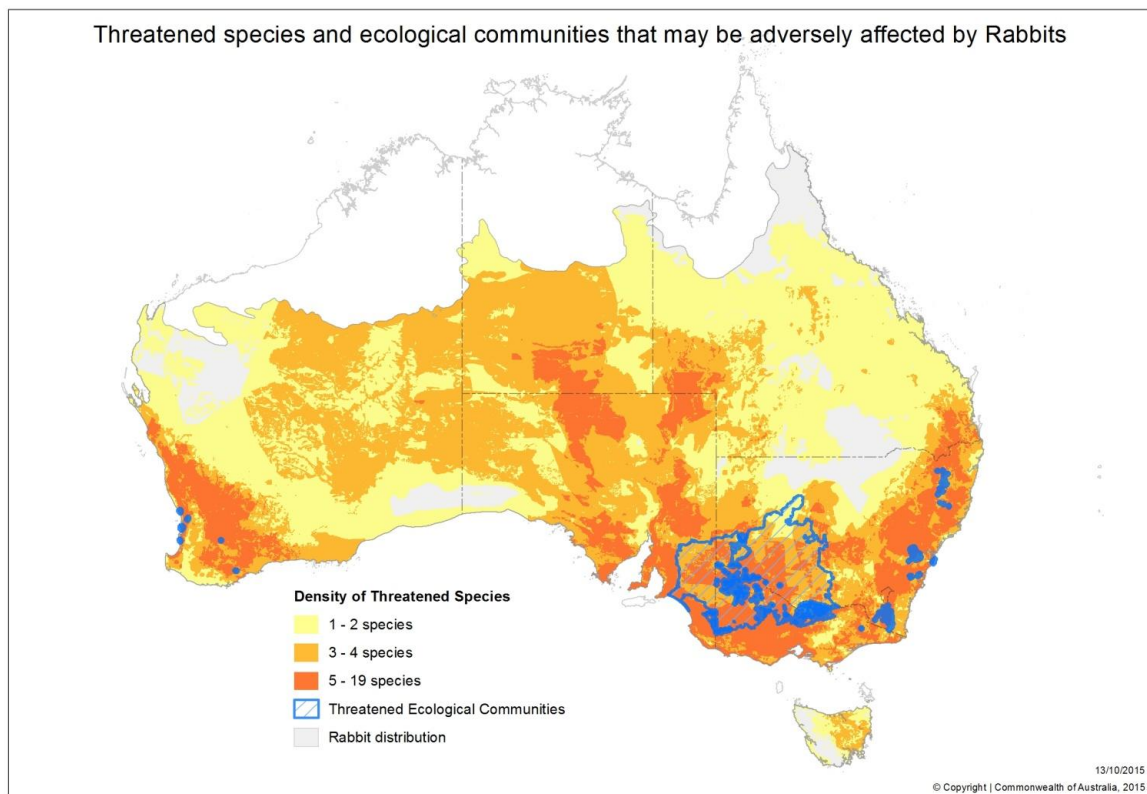 Threatened species and ecological communities that may be adversely affected by Rabbits
Density of Threatened Species
1 - 2 species
3 - 4 species
5 - 19 species
Threatened Ecological Communities
Rabbit distribution
13/10/2015
© Copyright | Commonwealth of Australia, 2015